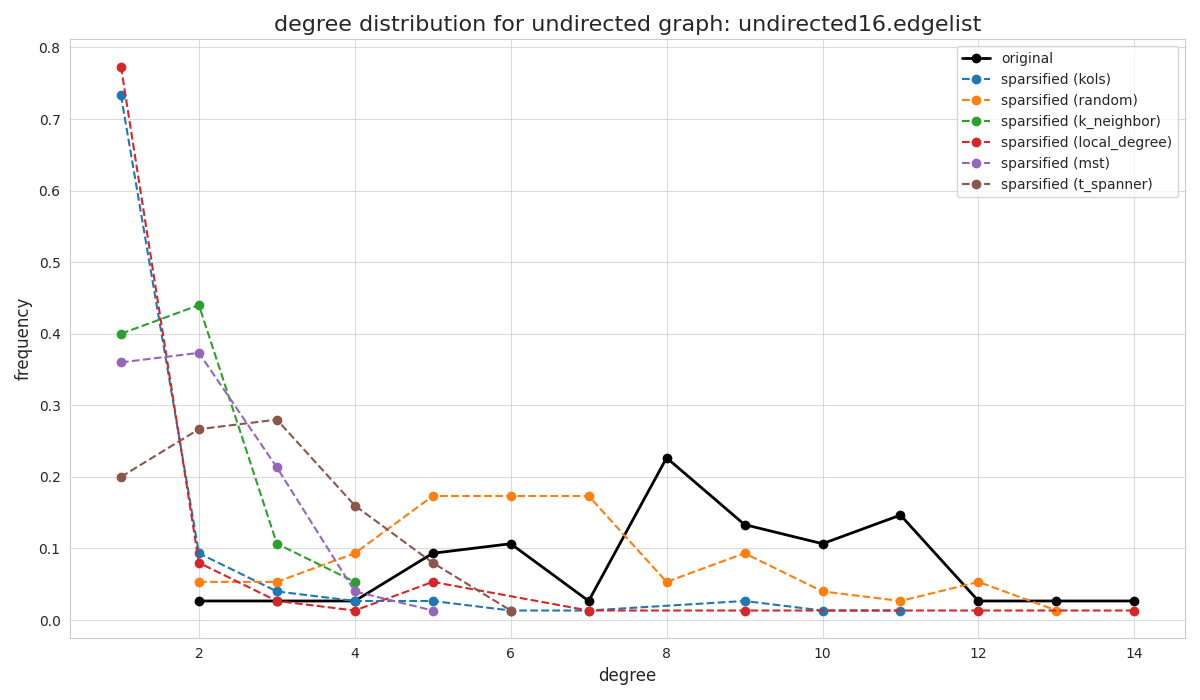 degree distribution for undirected graph: undirected16.edgelist
original
sparsified (kols)
sparsified (random)
sparsified (k_neighbor)
sparsified (local_degree)
sparsified (mst)
sparsified (t_spanner)
frequency
0.8
0.7
0.6
0.5
0.4
0.3
0.2
0.1
0.0
2 4 6 8 10 12 14
degree